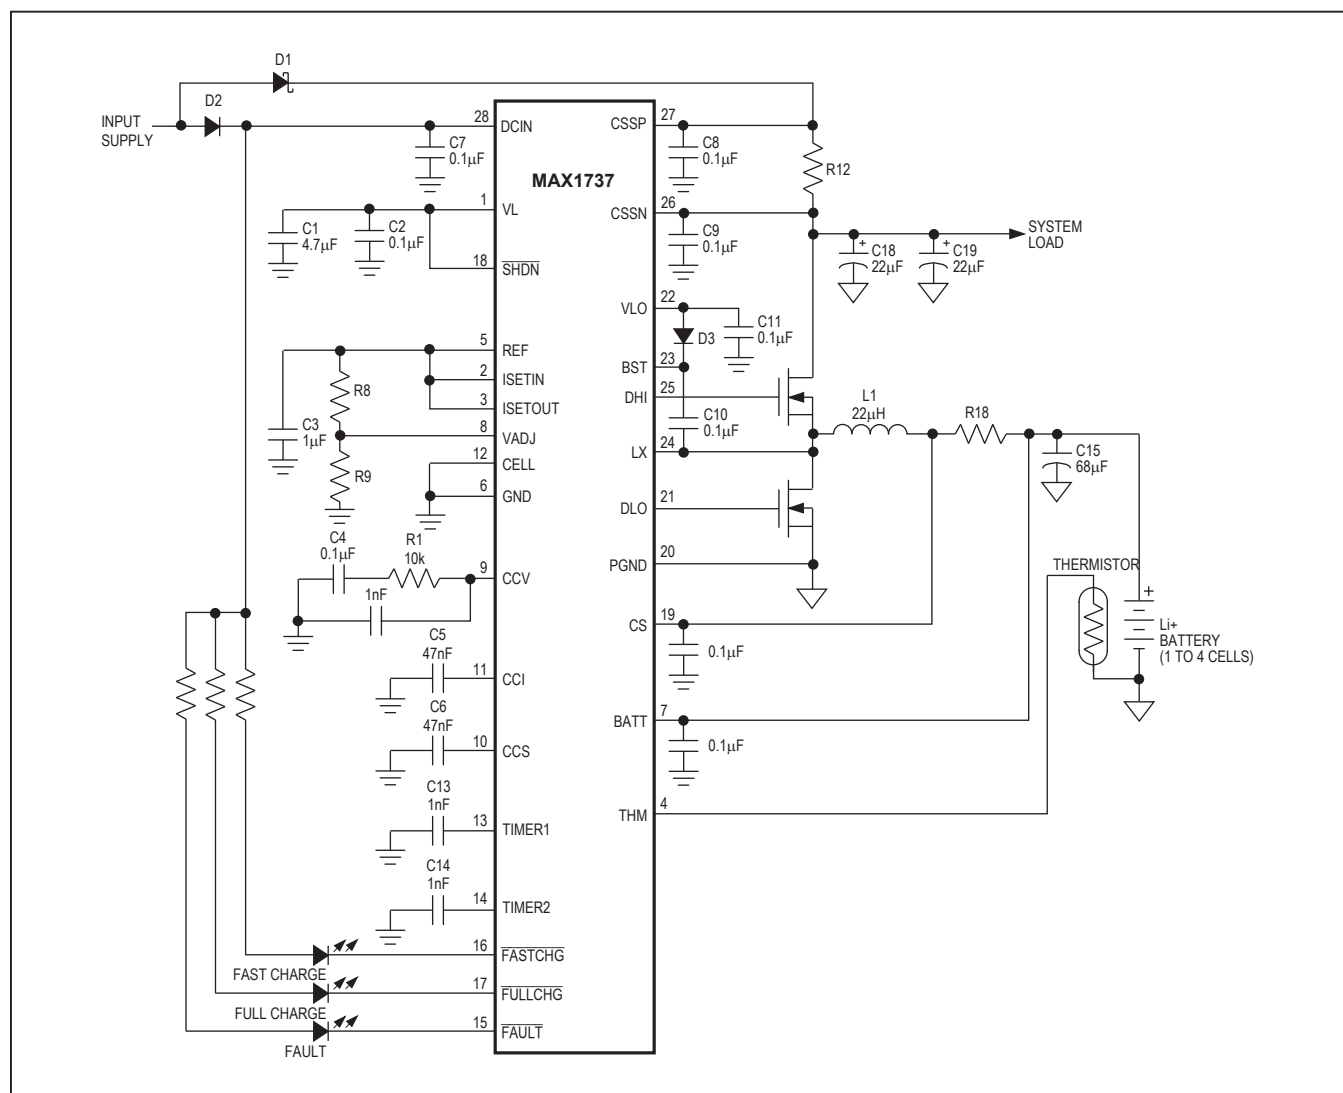 D1
D2
INPUT
SUPPLY
28
DCIN
C7
0.1µF
MAX1737
CSSP
27
C8
0.1µF
R12
1
VL
C1
4.7µF
C2
0.1µF
18
SHDN
CSSN
26
C9
0.1µF
SYSTEM
LOAD
+
C18
22µF
+
C19
22µF
VLO
22
C11
0.1µF
D3
5
REF
BST
23
2
ISETIN
R8
DHI
25
3
ISETOUT
C10
0.1µF
L1
22µH
R18
C3
1µF
8
VADJ
LX
24
C15
68µF
12
CELL
R9
6
GND
DLO
21
C4
0.1µF
R1
10k
9
CCV
1nF
PGND
20
THERMISTOR
+
Li+
BATTERY
(1 TO 4 CELLS)
CS
19
0.1µF
C5
47nF
11
CCI
C6
47nF
10
CCS
BATT
7
0.1µF
C13
1nF
13
TIMER1
THM
4
C14
1nF
14
TIMER2
16
FASTCHG
FAST CHARGE
17
FULLCHG
FULL CHARGE
15
FAULT
FAULT